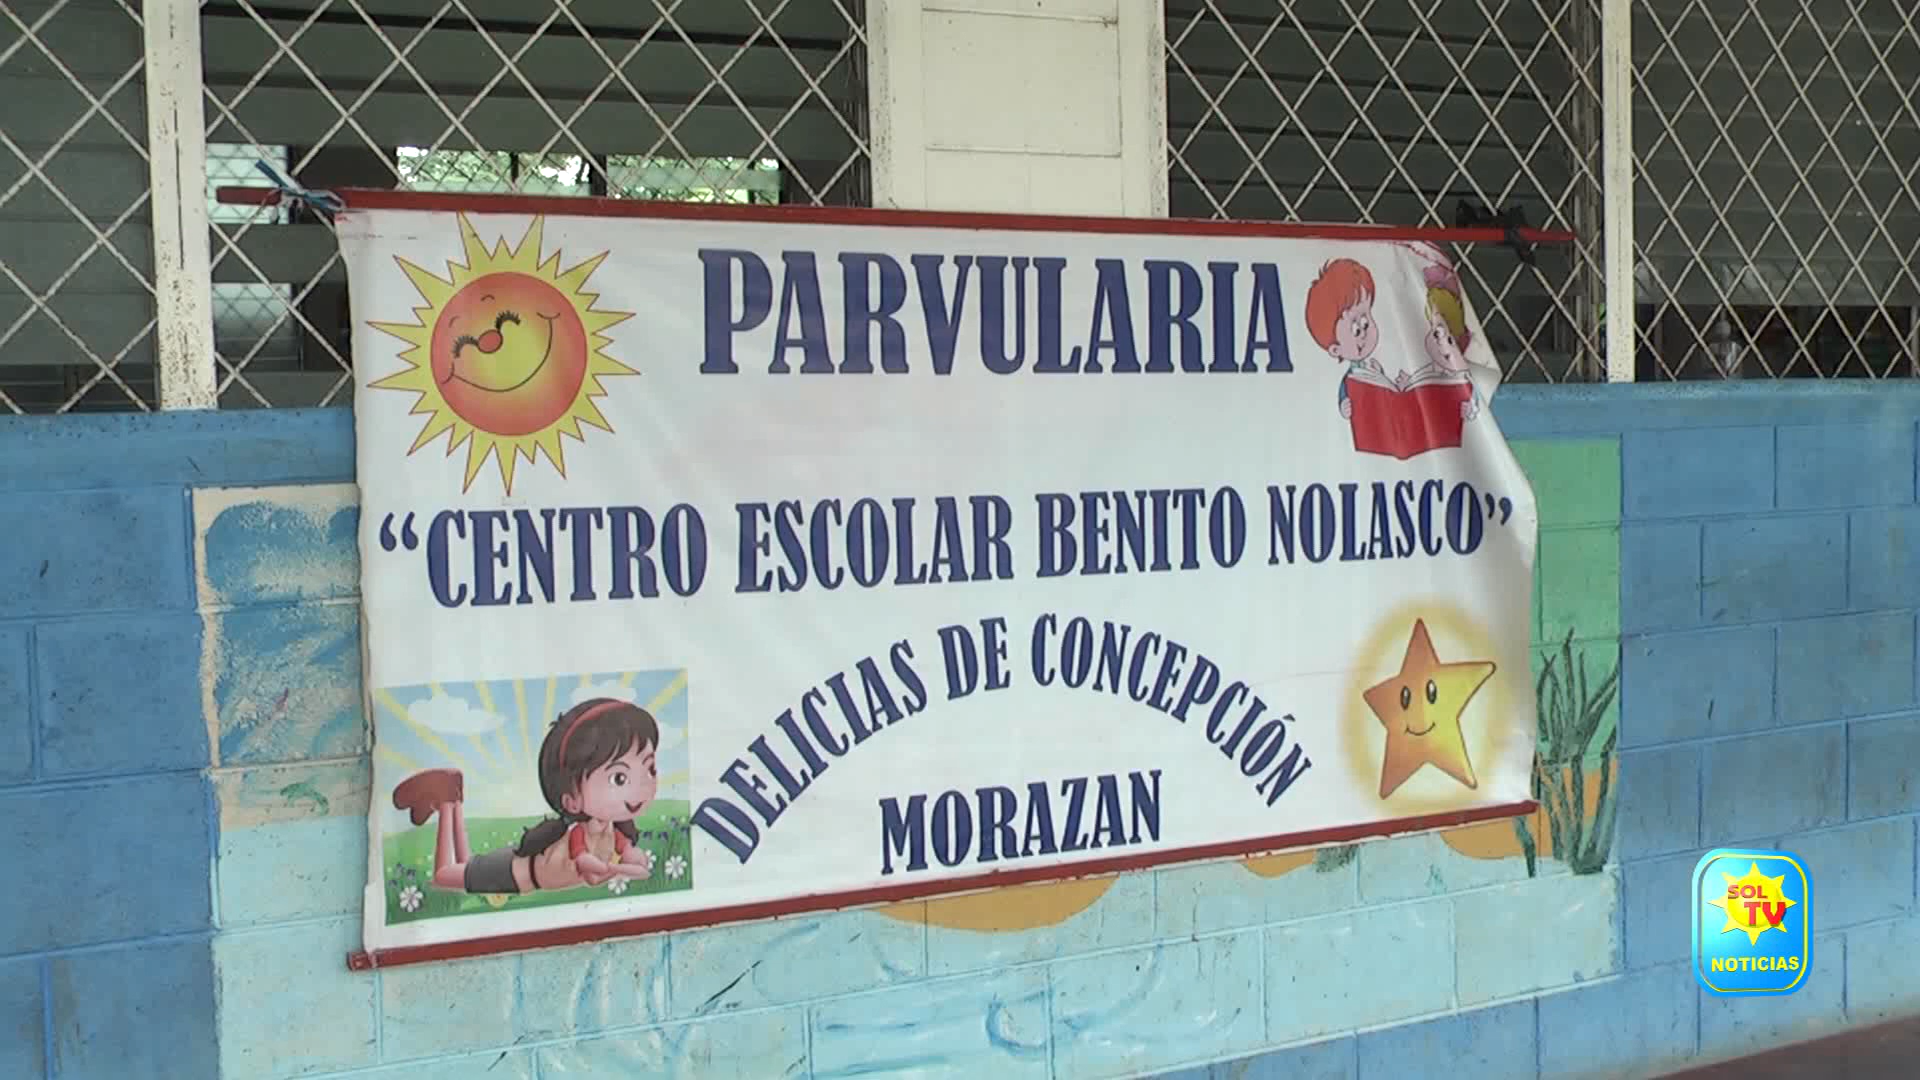 PARVULARIA
“CENTRO ESCOLAR BENITO NOLASCO”
DELICIAS DE CONCEPCIÓN
MORAZAN
SOL
TV
NOTICIAS